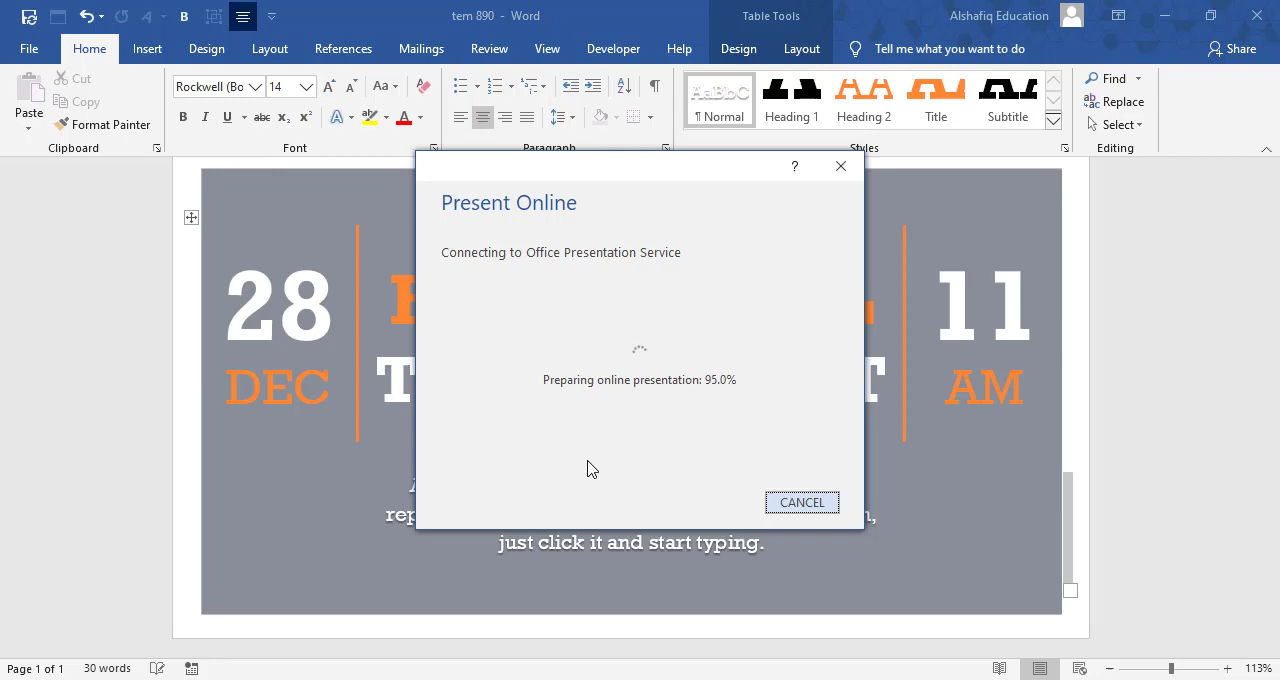 tem 890 - Word
Table Tools
Alshafiq Education
File Home Insert Design Layout References Mailings Review View Developer Help Design Layout Tell me what you want to do Share
Paste
Cut
Copy
Format Painter
Clipboard
Rockwell (Bo 14
Font
Paragraph
AaBbC
¶ Normal
Heading 1
Heading 2
Title
Subtitle
Styles
Find
Replace
Select
Editing
Present Online
Connecting to Office Presentation Service
Preparing online presentation: 95.0%
CANCEL
28
DEC
11
AM
just click it and start typing.
Page 1 of 1 30 words 113%